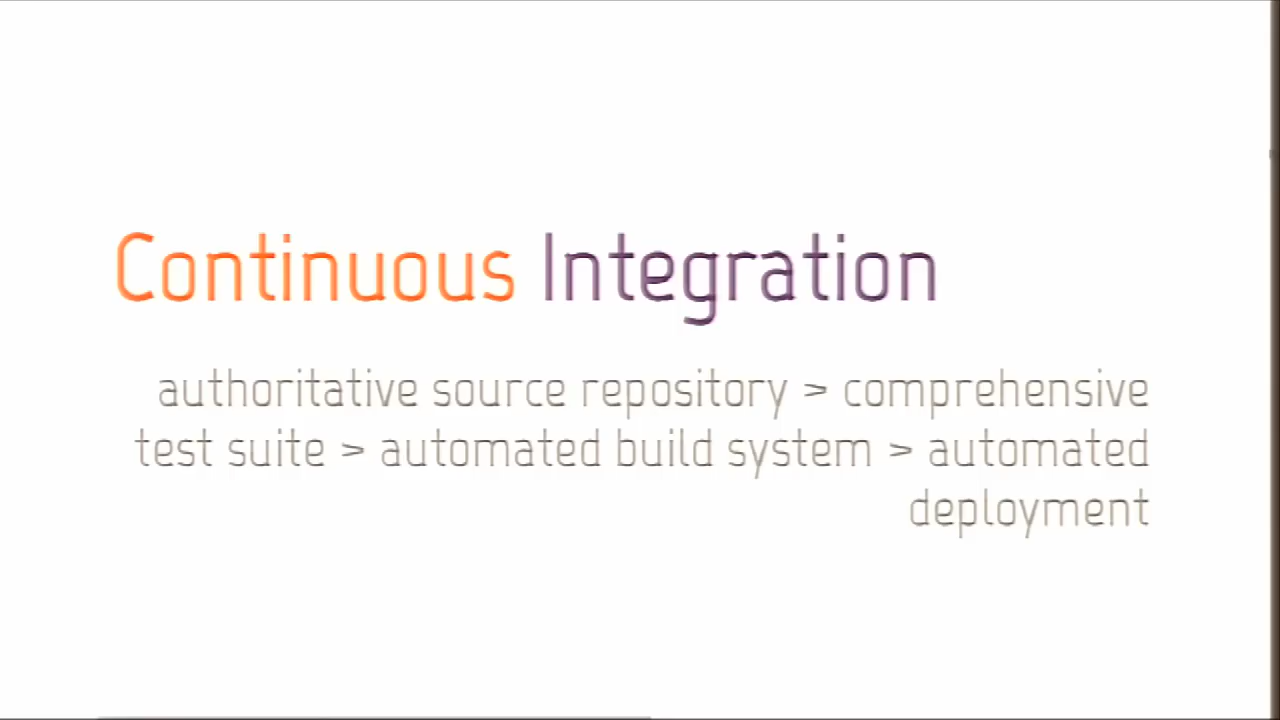 Continuous Integration
authoritative source repository > comprehensive
test suite > automated build system > automated
deployment